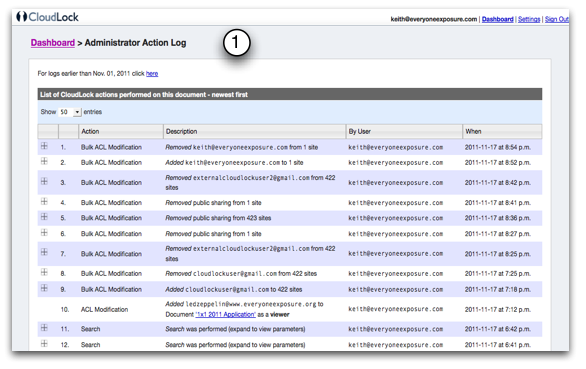 CloudLock
keith@everyoneexposure.com | Dashboard | Settings | Sign Out
Dashboard > Administrator Action Log
1
For logs earlier than Nov. 01, 2011 click here
List of CloudLock actions performed on this document - newest first
Show 50 entries
Action Description By User When
1. Bulk ACL Modification Removed keith@everyoneexposure.com from 1 site keith@everyoneexposure.com 2011-11-17 at 8:54 p.m.
2. Bulk ACL Modification Added keith@everyoneexposure.com to 1 site keith@everyoneexposure.com 2011-11-17 at 8:52 p.m.
3. Bulk ACL Modification Removed externalcloudlockuser2@gmail.com from 422 keith@everyoneexposure.com 2011-11-17 at 8:42 p.m.
sites
4. Bulk ACL Modification Removed public sharing from 1 site keith@everyoneexposure.com 2011-11-17 at 8:41 p.m.
5. Bulk ACL Modification Removed public sharing from 423 sites keith@everyoneexposure.com 2011-11-17 at 8:36 p.m.
6. Bulk ACL Modification Removed public sharing from 1 site keith@everyoneexposure.com 2011-11-17 at 8:27 p.m.
7. Bulk ACL Modification Removed externalcloudlockuser2@gmail.com from 422 keith@everyoneexposure.com 2011-11-17 at 8:25 p.m.
sites
8. Bulk ACL Modification Removed cloudlockuser@gmail.com from 422 sites keith@everyoneexposure.com 2011-11-17 at 7:25 p.m.
9. Bulk ACL Modification Added cloudlockuser@gmail.com to 422 sites keith@everyoneexposure.com 2011-11-17 at 7:18 p.m.
10. ACL Modification Added ledzeppelin@www.everyoneexposure.org to keith@everyoneexposure.com 2011-11-17 at 7:12 p.m.
Document '1x1 2011 Application' as a viewer
11. Search Search was performed (expand to view parameters) keith@everyoneexposure.com 2011-11-17 at 6:42 p.m.
12. Search Search was performed (expand to view parameters) keith@everyoneexposure.com 2011-11-17 at 6:41 p.m.